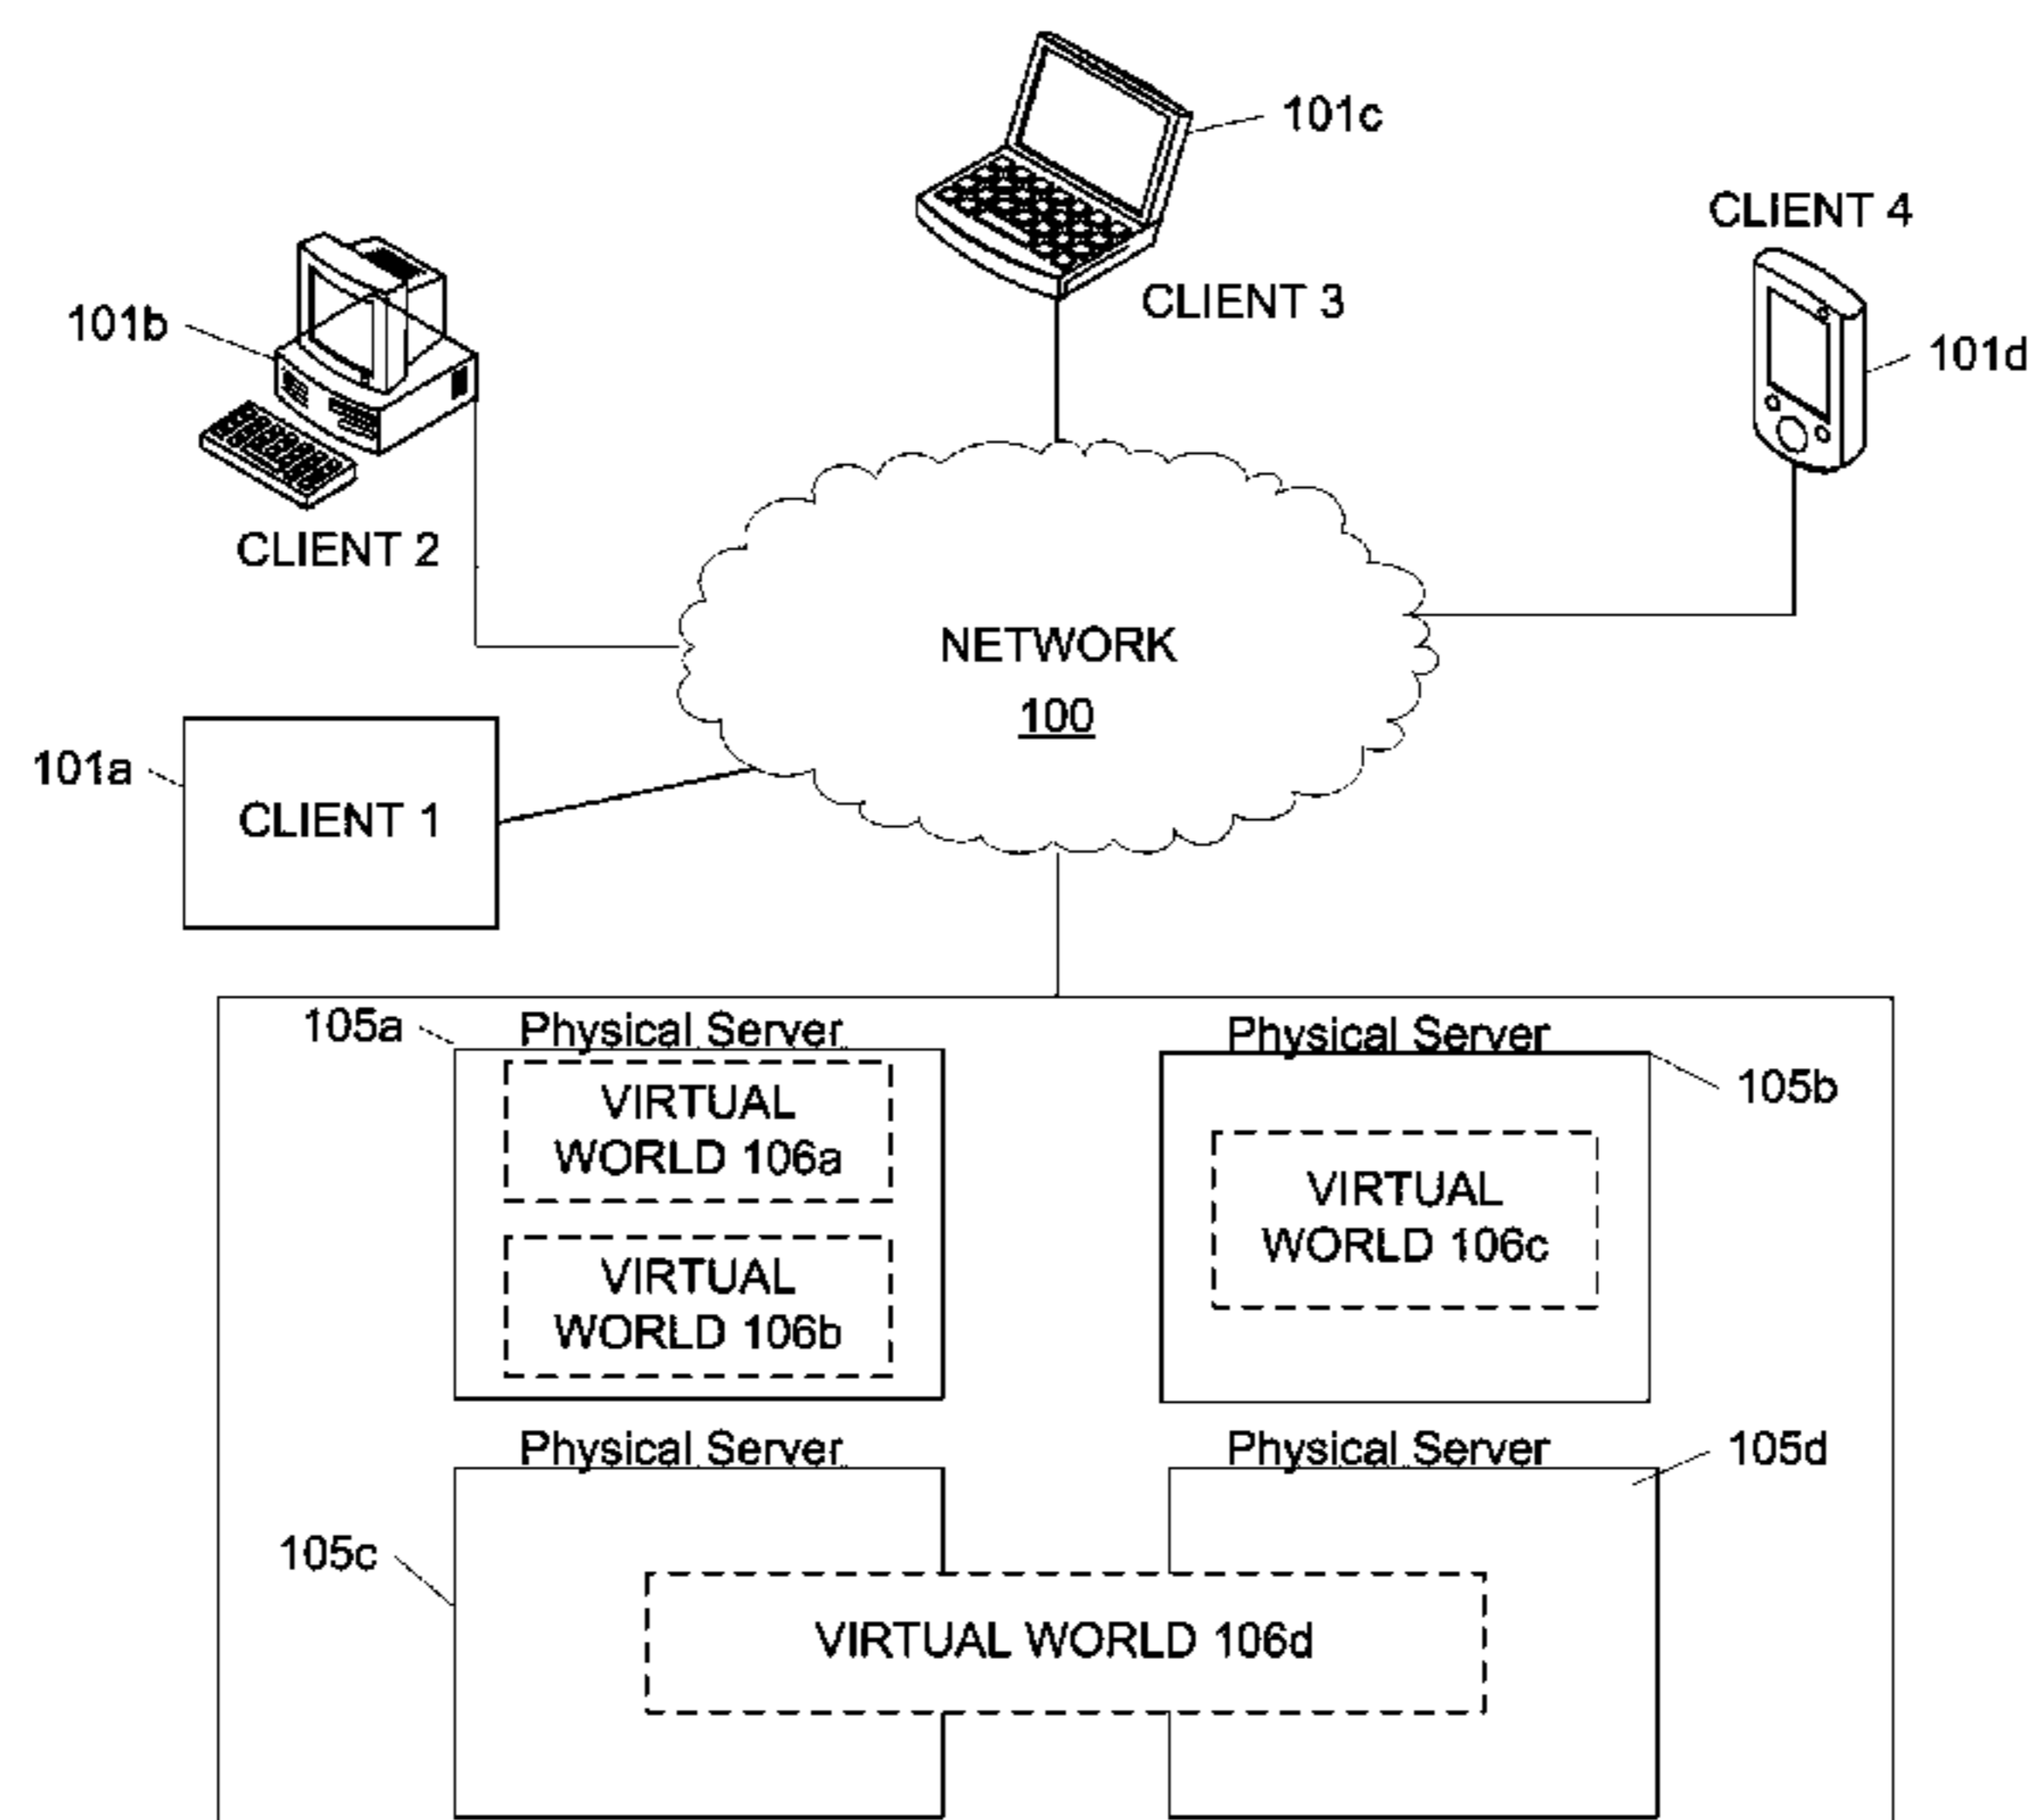 101c
CLIENT 4
CLIENT 3
101b
101d
CLIENT 2
NETWORK
100
101a
CLIENT 1
105a
Physical Server
Physical Server
105b
VIRTUAL
WORLD 106a
VIRTUAL
WORLD 106c
VIRTUAL
WORLD 106b
Physical Server
Physical Server
105d
105c
VIRTUAL WORLD 106d